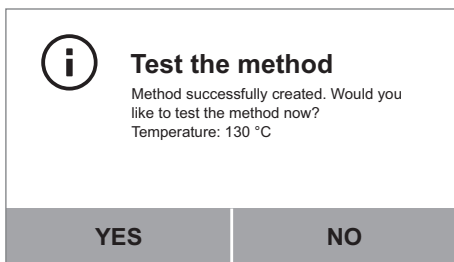 Test the method
Method successfully created. Would you
like to test the method now?
Temperature: 130 °C
YES
NO